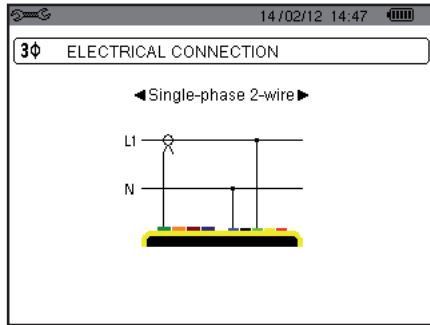 14/02/12 14:47
3ϕ ELECTRICAL CONNECTION
◄Single-phase 2-wire►
L1
N